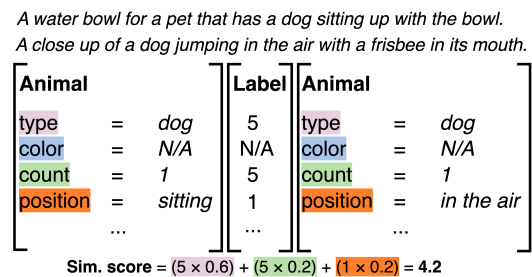 A water bowl for a pet that has a dog sitting up with the bowl.
A close up of a dog jumping in the air with a frisbee in its mouth.
Animal Label Animal
type = dog 5 type = dog
color = N/A N/A color = N/A
count = 1 5 count = 1
position = sitting 1 position = in the air
... ... ...
Sim. score = (5 × 0.6) + (5 × 0.2) + (1 × 0.2) = 4.2